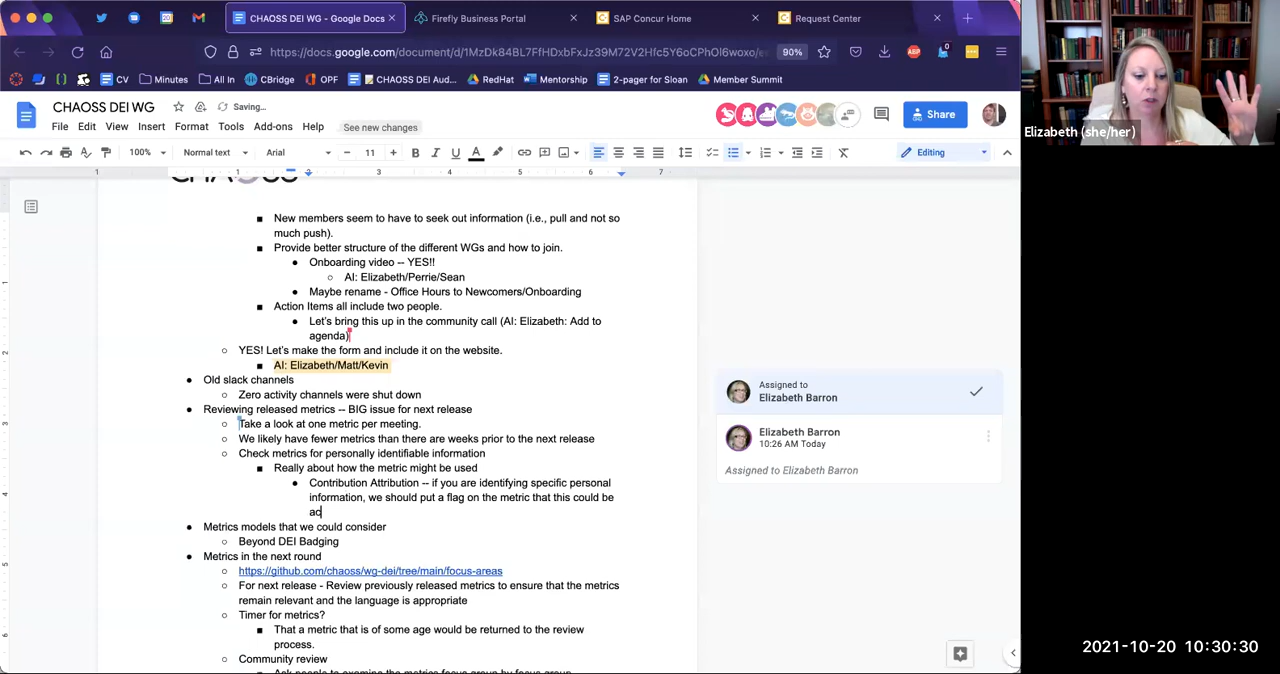 CHAOSS DEI WG - Google Docs
Firefly Business Portal
SAP Concur Home
Request Center
https://docs.google.com/document/d/1MzDk84BL7FfHDxbFxJz39M72V2Hfc5Y6oCPhOl6woxo/e
90%
CV
Minutes
All In
CBridge
OPF
CHAOSS DEI Aud...
RedHat
Mentorship
2-pager for Sloan
Member Summit
CHAOSS DEI WG
Saving...
File Edit View Insert Format Tools Add-ons Help See new changes
Share
100% Normal text Arial 11 Editing
New members seem to have to seek out information (i.e., pull and not so
much push).
Provide better structure of the different WGs and how to join.
Onboarding video -- YES!!
AI: Elizabeth/Perrie/Sean
Maybe rename - Office Hours to Newcomers/Onboarding
Action Items all include two people.
Let's bring this up in the community call (AI: Elizabeth: Add to
agenda)
YES! Let's make the form and include it on the website.
AI: Elizabeth/Matt/Kevin
Old slack channels
Zero activity channels were shut down
Reviewing released metrics -- BIG issue for next release
Take a look at one metric per meeting.
We likely have fewer metrics than there are weeks prior to the next release
Check metrics for personally identifiable information
Really about how the metric might be used
Contribution Attribution -- if you are identifying specific personal
information, we should put a flag on the metric that this could be
ac
Metrics models that we could consider
Beyond DEI Badging
Metrics in the next round
https://github.com/chaoss/wg-dei/tree/main/focus-areas
For next release - Review previously released metrics to ensure that the metrics
remain relevant and the language is appropriate
Timer for metrics?
That a metric that is of some age would be returned to the review
process.
Community review
Assigned to
Elizabeth Barron
Elizabeth Barron
10:26 AM Today
Assigned to Elizabeth Barron
Elizabeth (she/her)
2021-10-20 10:30:30